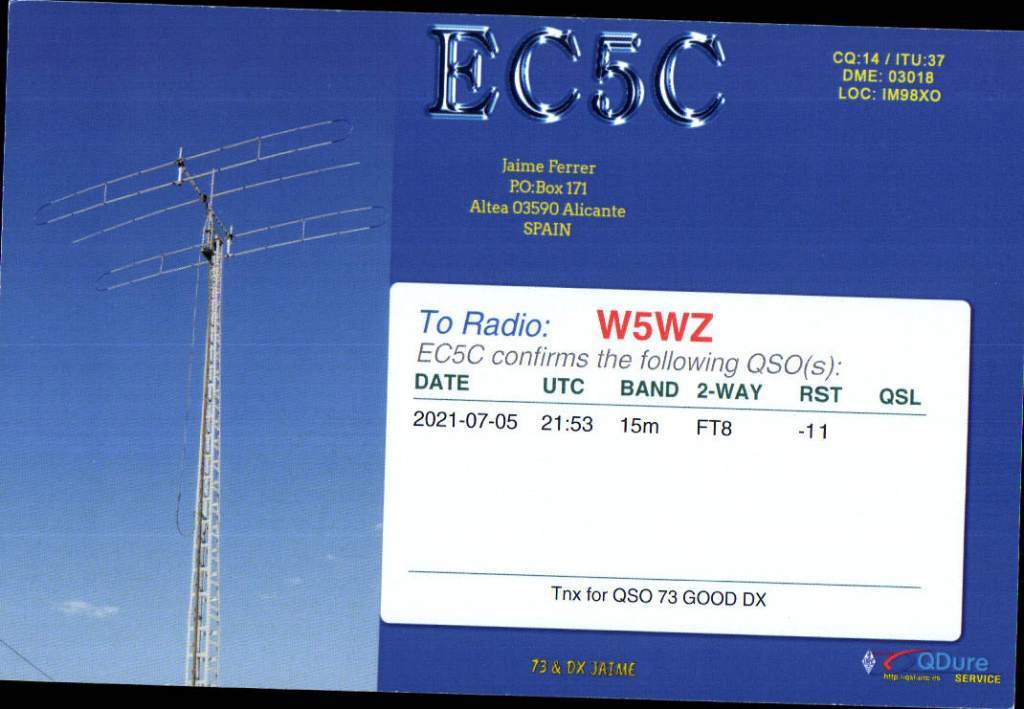 EC5C
CQ:14 / ITU:37
DME: 03018
LOC: IM98XO
Jaime Ferrer
P.O:Box 171
Altea 03590 Alicante
SPAIN
To Radio: W5WZ
EC5C confirms the following QSO(s):
DATE UTC BAND 2-WAY RST QSL
2021-07-05 21:53 15m FT8 -11
Tnx for QSO 73 GOOD DX
73 & DX JAIME
QDure
SERVICE